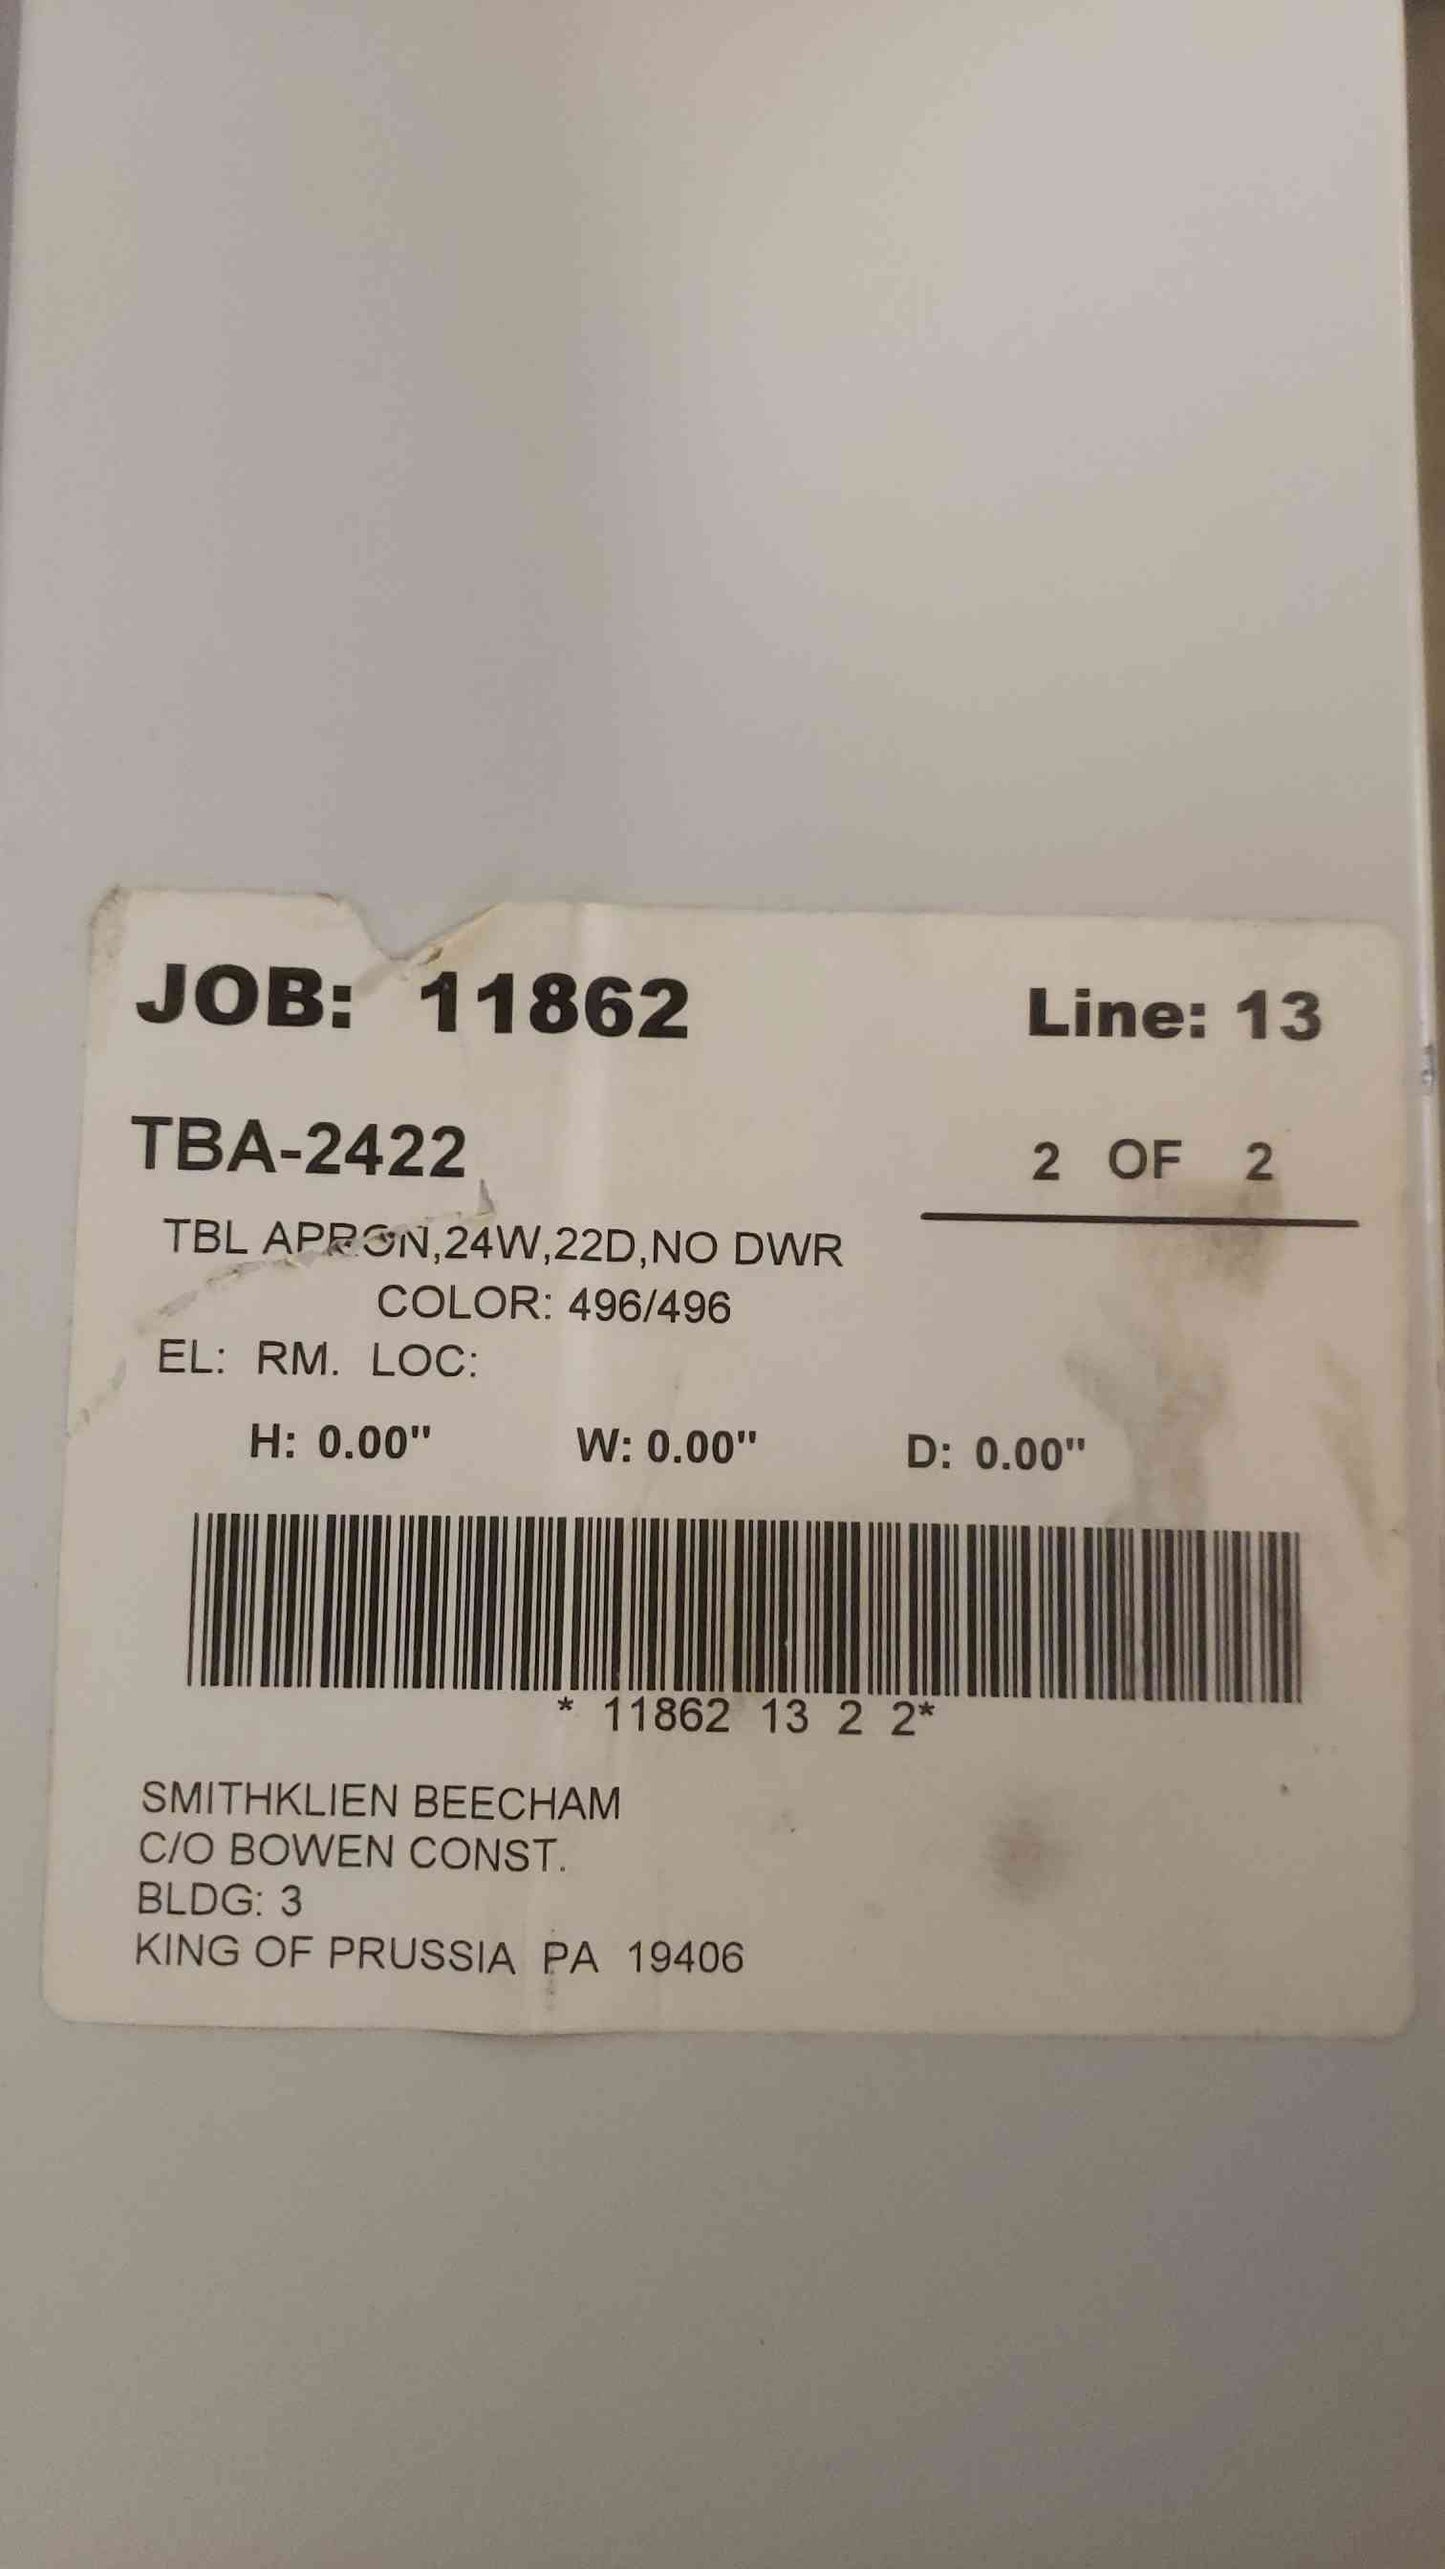 JOB: 11862 Line: 13
TBA-2422 2 OF 2
TBL APRON,24W,22D,NO DWR
COLOR: 496/496
EL: RM. LOC:
H: 0.00" W: 0.00" D: 0.00"
* 11862 13 2 2*
SMITHKLIEN BEECHAM
C/O BOWEN CONST.
BLDG: 3
KING OF PRUSSIA PA 19406